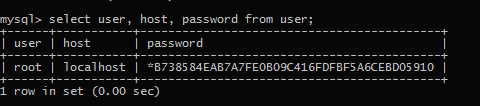 mysql> select user, host, password from user;
+------+-----------+-------------------------------------------+
| user | host | password |
+------+-----------+-------------------------------------------+
| root | localhost | *B738584EAB7A7FE0B09C416FDFBF5A6CEBD05910 |
+------+-----------+-------------------------------------------+
1 row in set (0.00 sec)